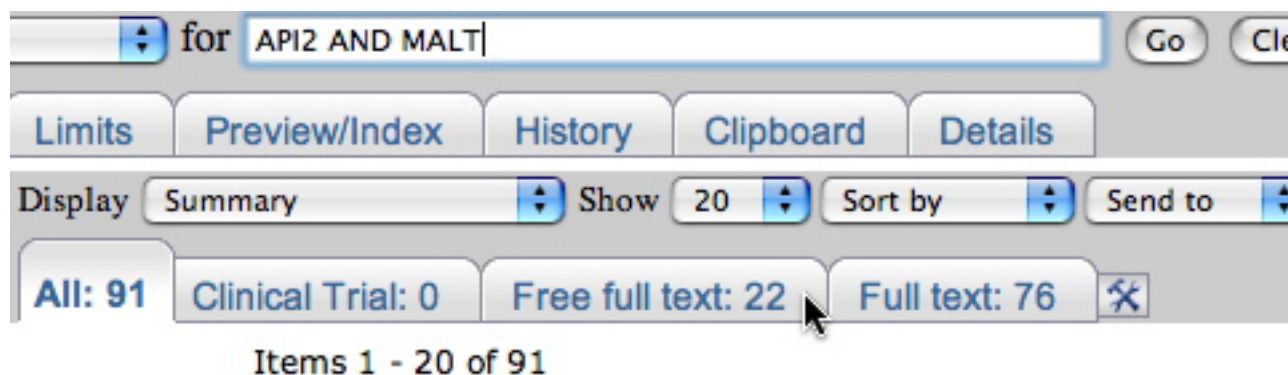 for API2 AND MALT Go Cle
Limits Preview/Index History Clipboard Details
Display Summary Show 20 Sort by Send to
All: 91 Clinical Trial: 0 Free full text: 22 Full text: 76
Items 1 - 20 of 91